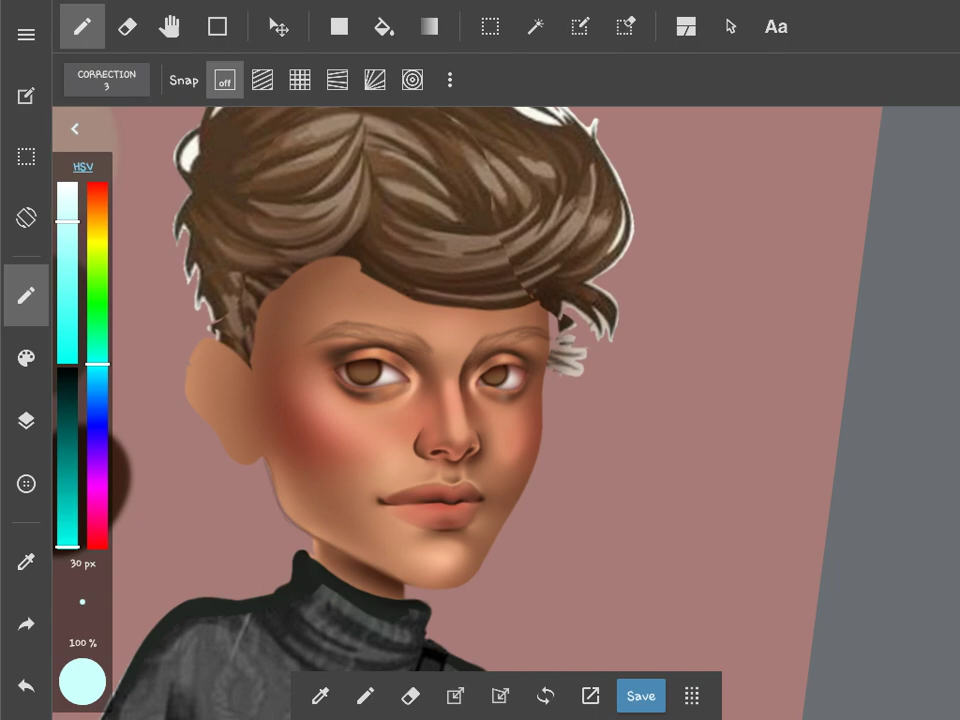 Aa
CORRECTION
3
Snap
off
HSV
30 px
100 %
Save